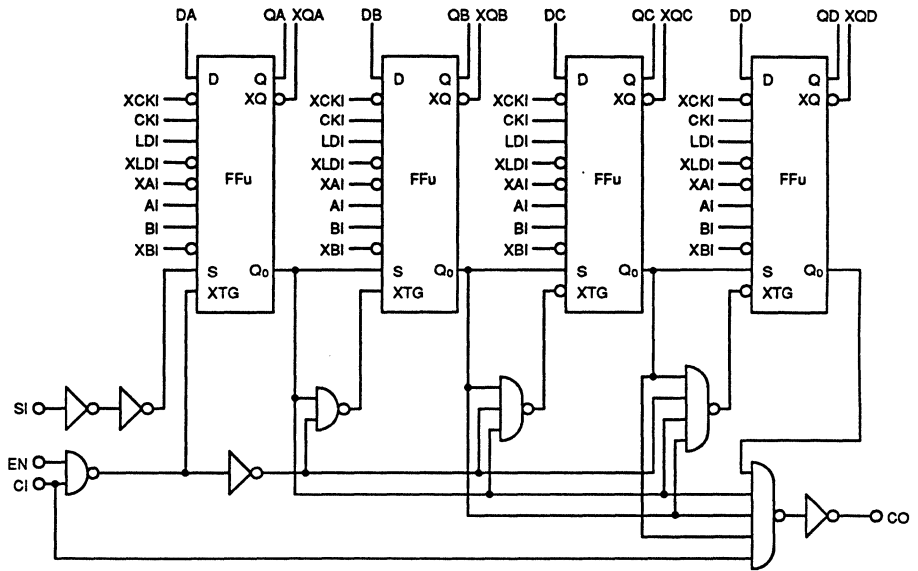 DA QA XQA DB QB XQB DC QC XQC DD QD XQD
D Q D Q D Q D Q
XCKI XQ XCKI XQ XCKI XQ XCKI XQ
CKI CKI CKI CKI
LDI LDI LDI LDI
XLDI XLDI XLDI XLDI
FFu FFu FFu FFu
XAI XAI XAI XAI
AI AI AI AI
BI BI BI BI
XBI XBI XBI XBI
S Q₀ S Q₀ S Q₀ S Q₀
XTG XTG XTG XTG
SI
EN
CI
CO